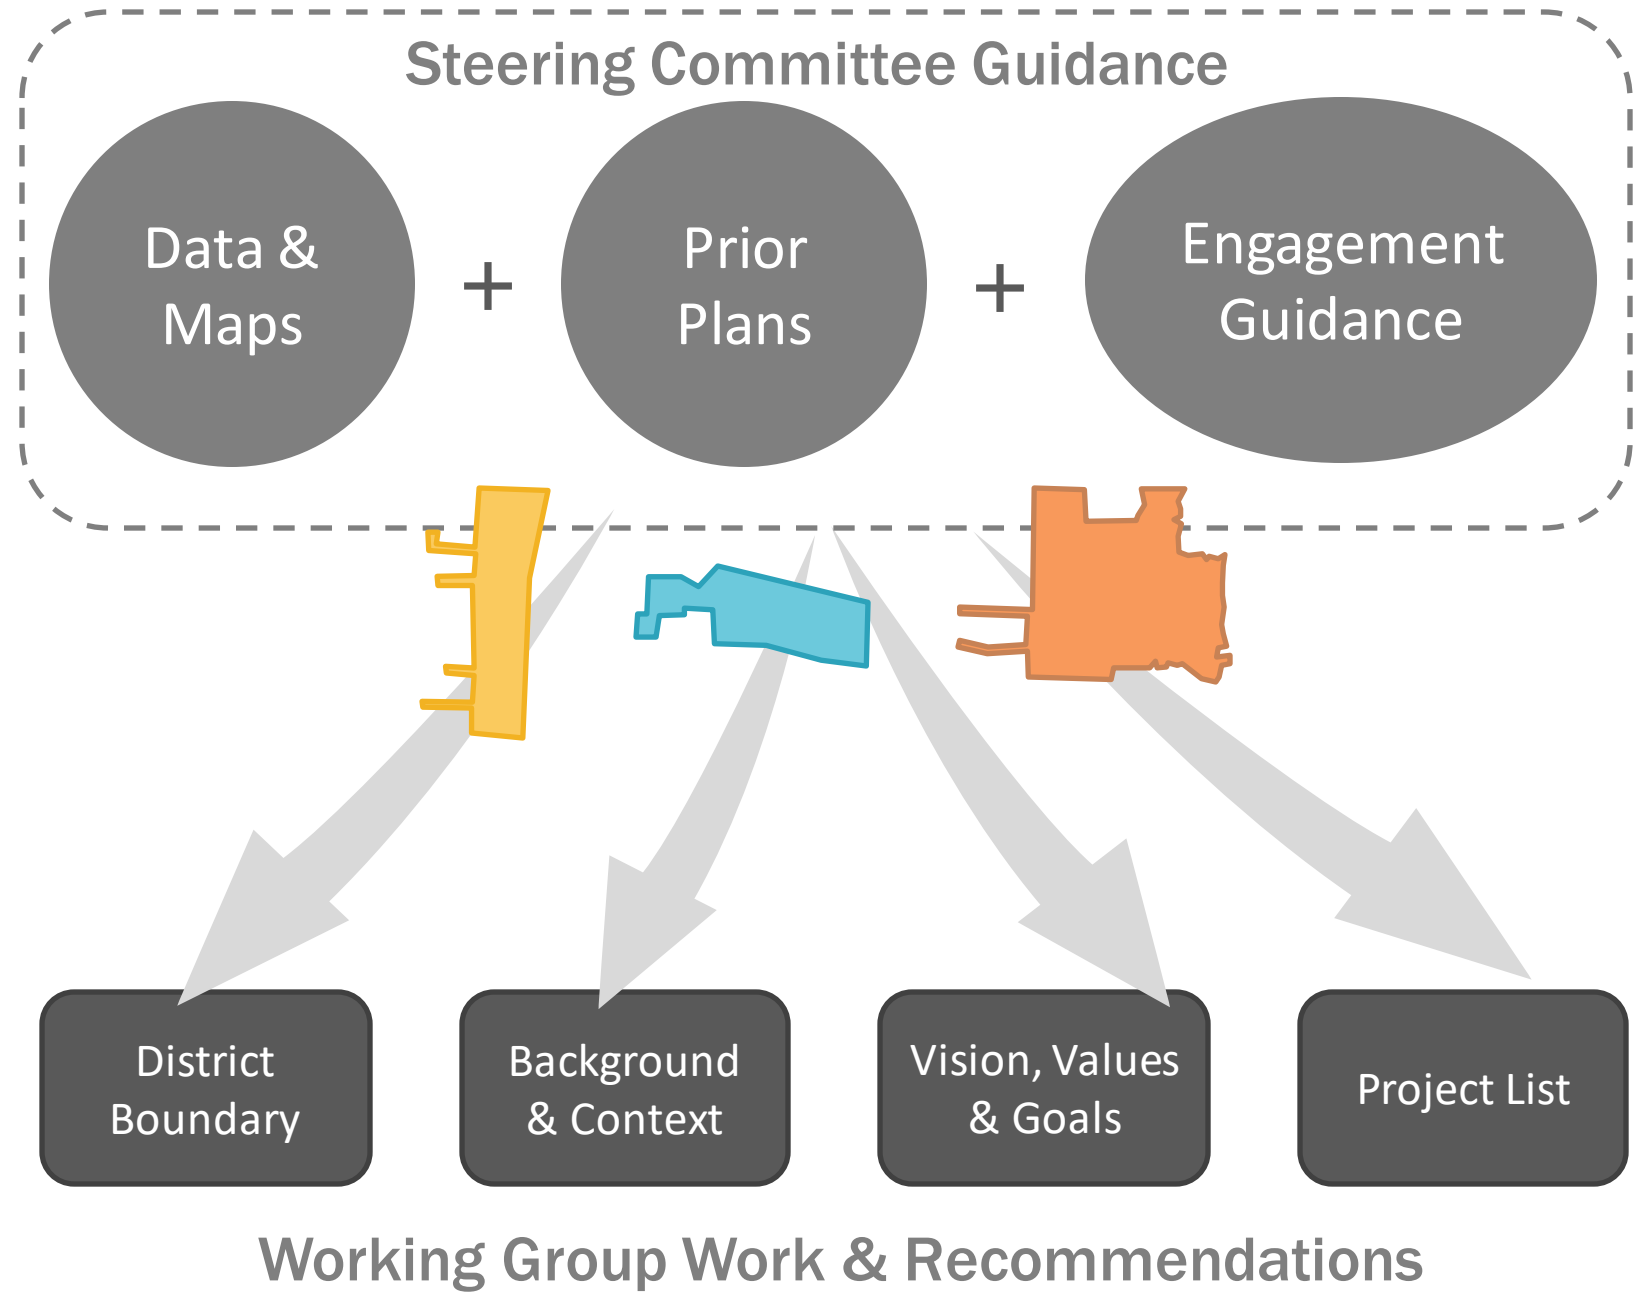 Steering Committee Guidance
Data &
Maps
+
Prior
Plans
+
Engagement
Guidance
District
Boundary
Background
& Context
Vision, Values
& Goals
Project List
Working Group Work & Recommendations